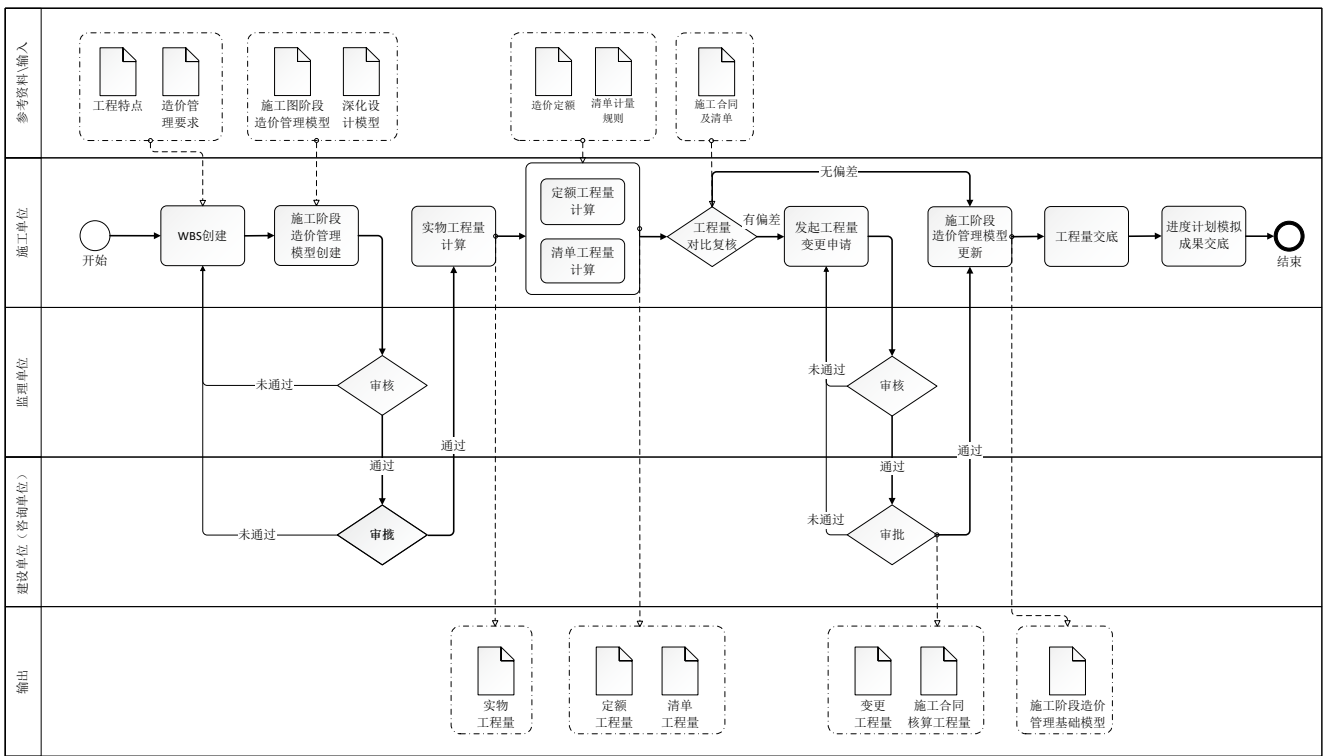 参考资料\输入
工程特点
造价管
理要求
施工图阶段
造价管理模型
深化设
计模型
造价定额
清单计量
规则
施工合同
及清单
施工单位
开始
WBS创建
施工阶段
造价管理
模型创建
实物工程量
计算
定额工程量
计算
清单工程量
计算
工程量
对比复核
有偏差
无偏差
发起工程量
变更申请
施工阶段
造价管理模型
更新
工程量交底
进度计划模拟
成果交底
结束
监理单位
未通过
审核
通过
通过
未通过
审核
通过
通过
建设单位（咨询单位）
未通过
未通过
审批
输出
实物
工程量
定额
工程量
清单
工程量
变更
工程量
施工合同
核算工程量
施工阶段造价
管理基础模型